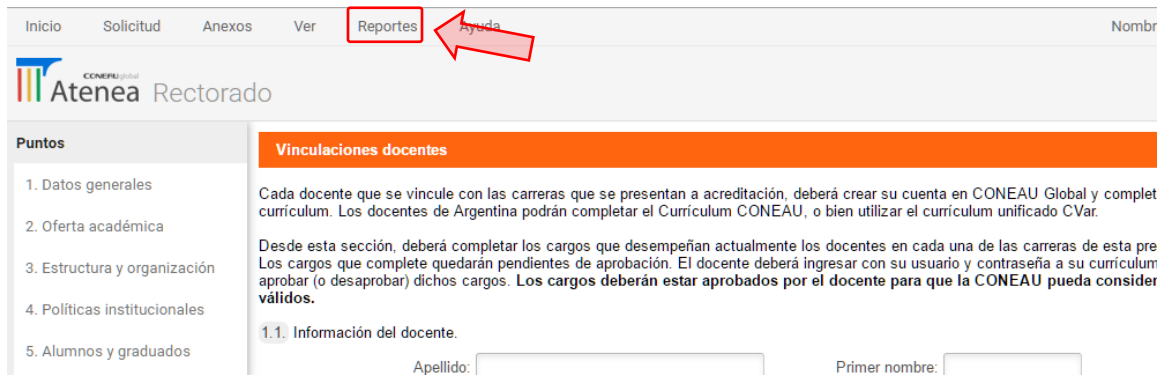 Inicio Solicitud Anexos Ver Reportes Ayuda Nombr
CONEAU global
Atenea Rectorado
Puntos
1. Datos generales
2. Oferta académica
3. Estructura y organización
4. Políticas institucionales
5. Alumnos y graduados
Vinculaciones docentes
Cada docente que se vincule con las carreras que se presentan a acreditación, deberá crear su cuenta en CONEAU Global y complet
currículum. Los docentes de Argentina podrán completar el Currículum CONEAU, o bien utilizar el currículum unificado CVar.
Desde esta sección, deberá completar los cargos que desempeñan actualmente los docentes en cada una de las carreras de esta pre
Los cargos que complete quedarán pendientes de aprobación. El docente deberá ingresar con su usuario y contraseña a su currículum
aprobar (o desaprobar) dichos cargos. Los cargos deberán estar aprobados por el docente para que la CONEAU pueda consider
válidos.
1.1. Información del docente.
Apellido: Primer nombre: